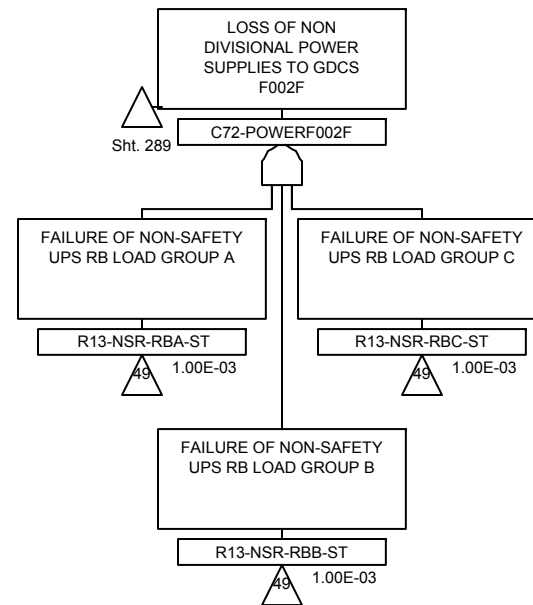 LOSS OF NON
DIVISIONAL POWER
SUPPLIES TO GDCS
F002F
C72-POWERF002F
Sht. 289
FAILURE OF NON-SAFETY
UPS RB LOAD GROUP A
R13-NSR-RBA-ST
49
1.00E-03
FAILURE OF NON-SAFETY
UPS RB LOAD GROUP C
R13-NSR-RBC-ST
49
1.00E-03
FAILURE OF NON-SAFETY
UPS RB LOAD GROUP B
R13-NSR-RBB-ST
49
1.00E-03